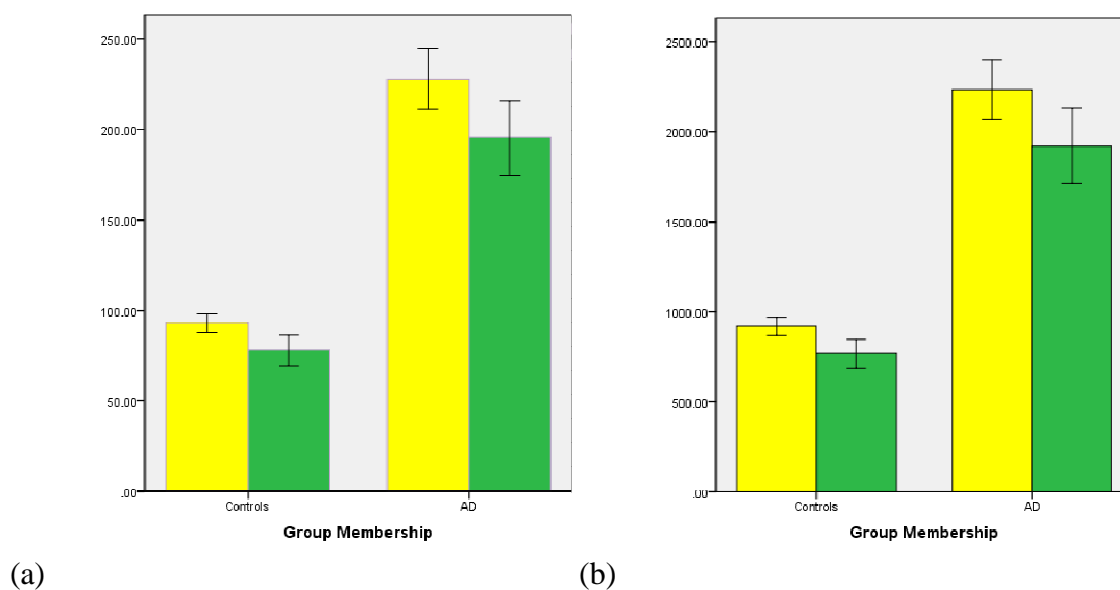 250.00
200.00
150.00
100.00
50.00
.00
Controls AD
Group Membership
(a)
2500.00
2000.00
1500.00
1000.00
500.00
.00
Controls AD
Group Membership
(b)